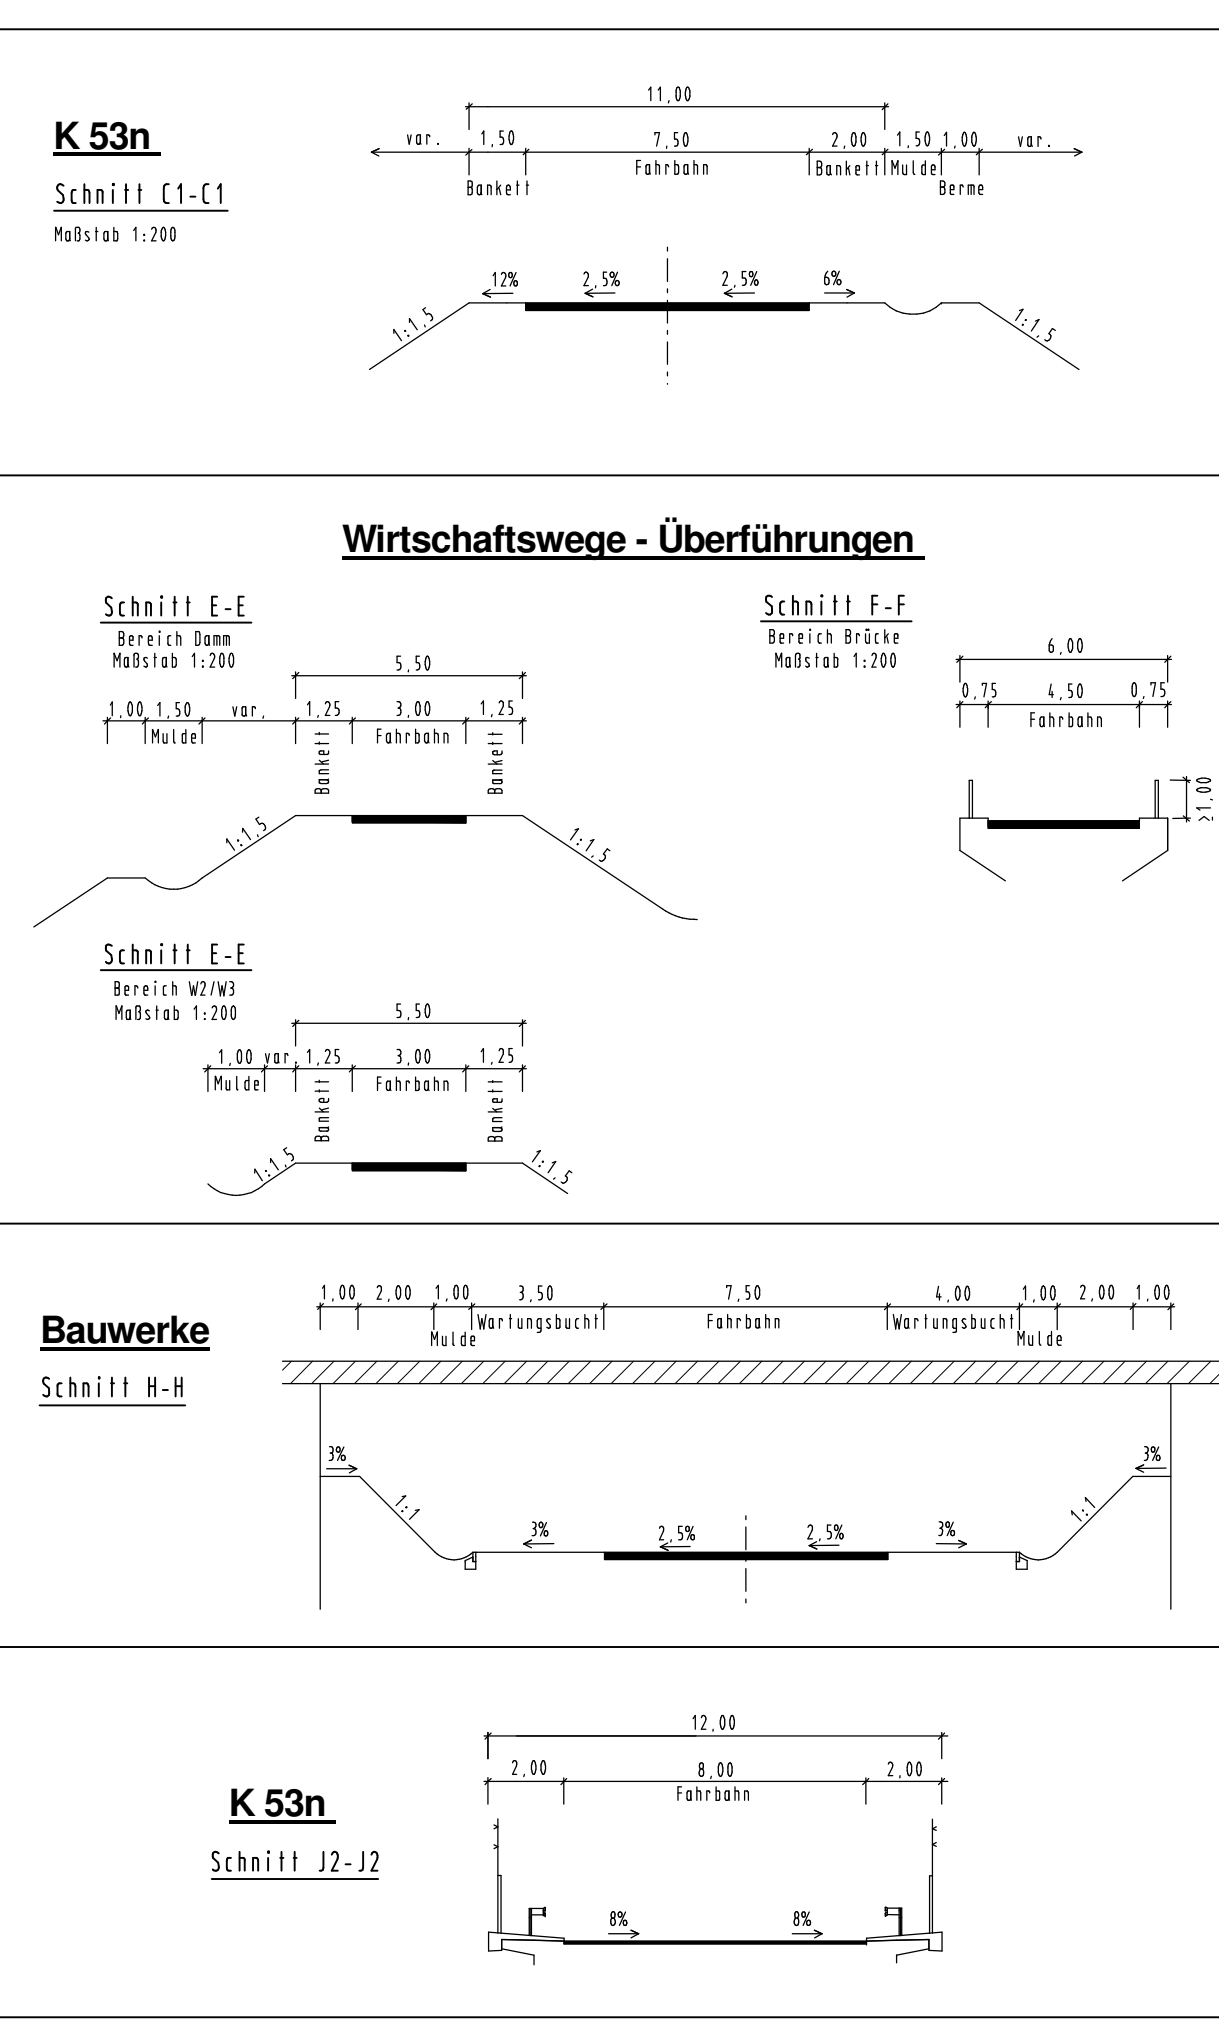 11,00
K 53n
var. 1,50 7,50 2,00 1,50 1,00 var.
Fahrbahn Bankett Mulde
Bankett Berme
Schnitt C1-C1
Maßstab 1:200
12% 2,5% 2,5% 6%
1:1,5 1:1,5
Wirtschaftswege - Überführungen
Schnitt E-E
Bereich Damm
Maßstab 1:200
5,50
1,00 1,50 var. 1,25 3,00 1,25
Mulde Bankett Fahrbahn Bankett
1:1,5 1:1,5
Schnitt F-F
Bereich Brücke
Maßstab 1:200
6,00
0,75 4,50 0,75
Fahrbahn
≥1,00
Schnitt E-E
Bereich W2/W3
Maßstab 1:200
5,50
1,00 var. 1,25 3,00 1,25
Mulde Bankett Fahrbahn Bankett
1:1,5 1:1,5
1,00 2,00 1,00 3,50 7,50 4,00 1,00 2,00 1,00
Wartungsbucht Fahrbahn Wartungsbucht
Mulde Mulde
Bauwerke
Schnitt H-H
3% 3%
1:1 1:1
3% 2,5% 2,5% 3%
12,00
2,00 8,00 2,00
Fahrbahn
K 53n
Schnitt J2-J2
8% 8%